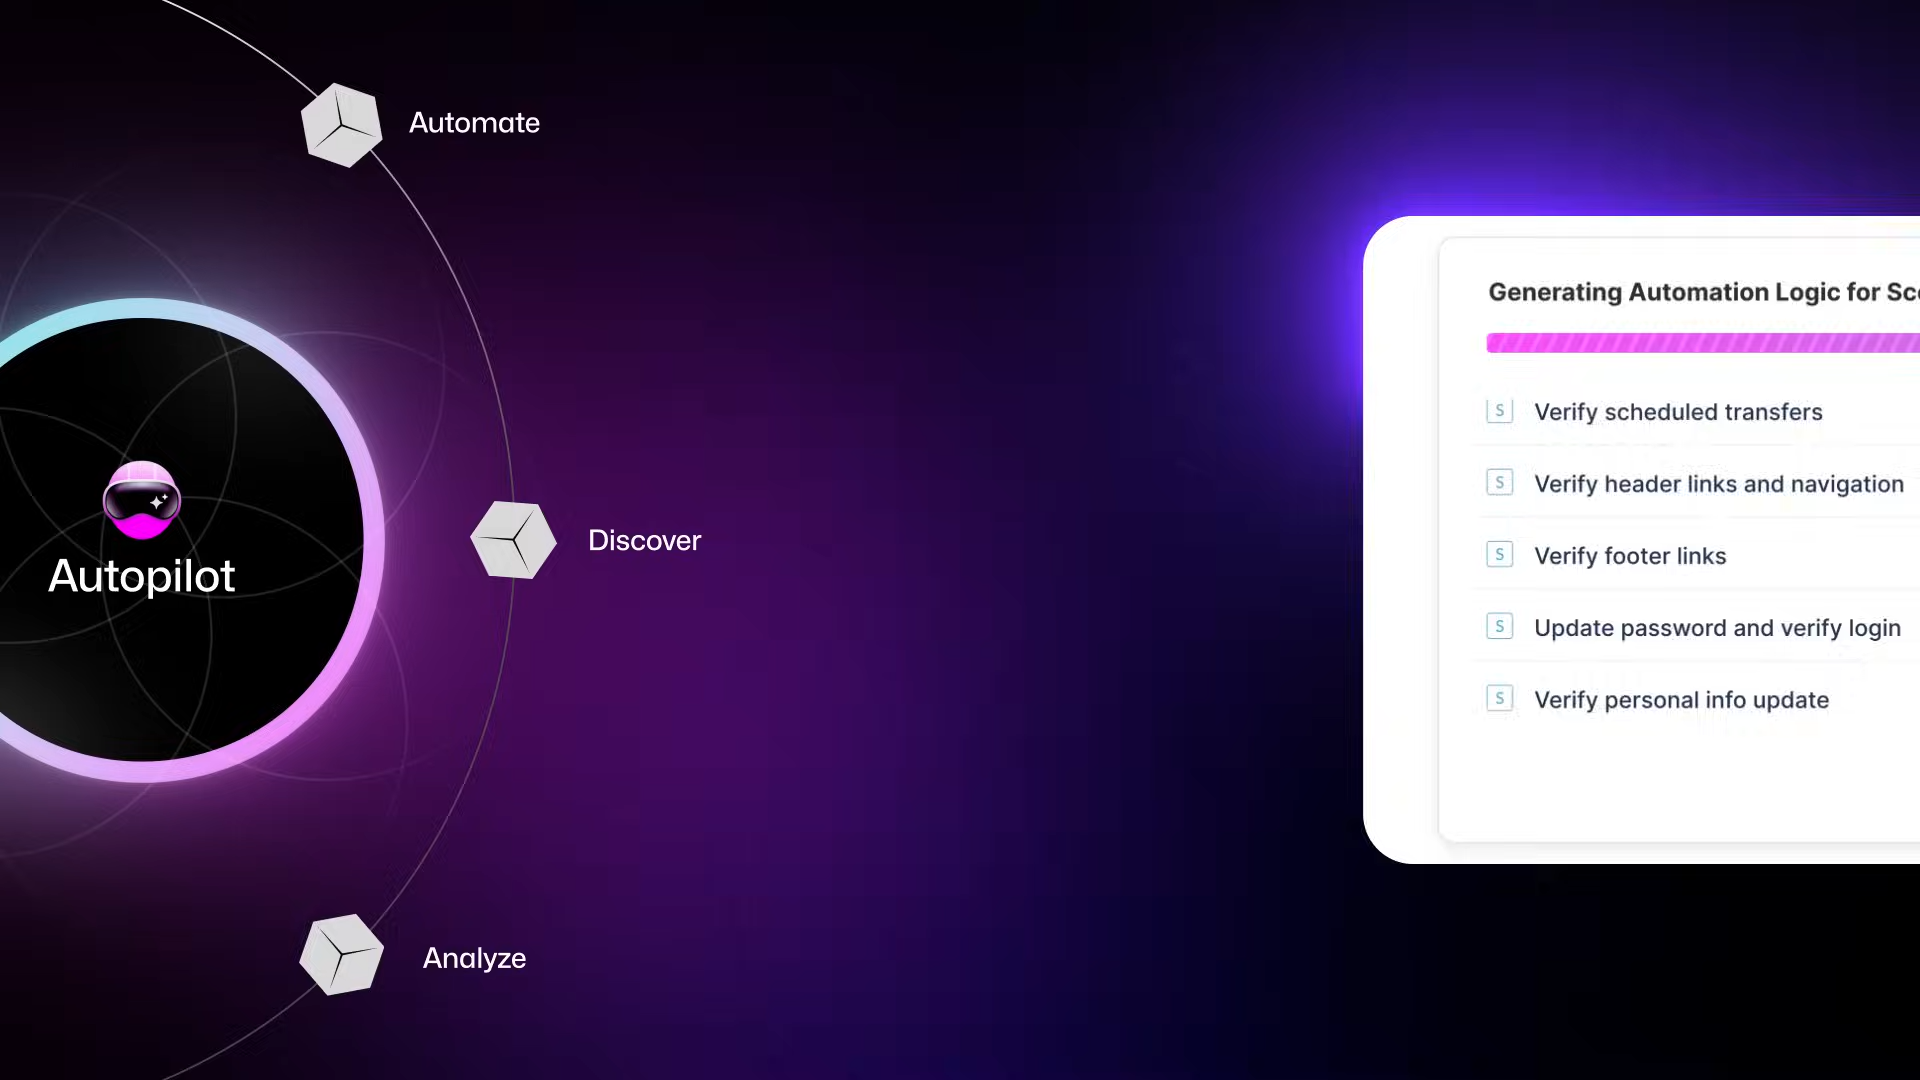 Automate
Discover
Autopilot
Analyze
Generating Automation Logic for
S Verify scheduled transfers
S Verify header links and navigation
S Verify footer links
S Update password and verify login
S Verify personal info update